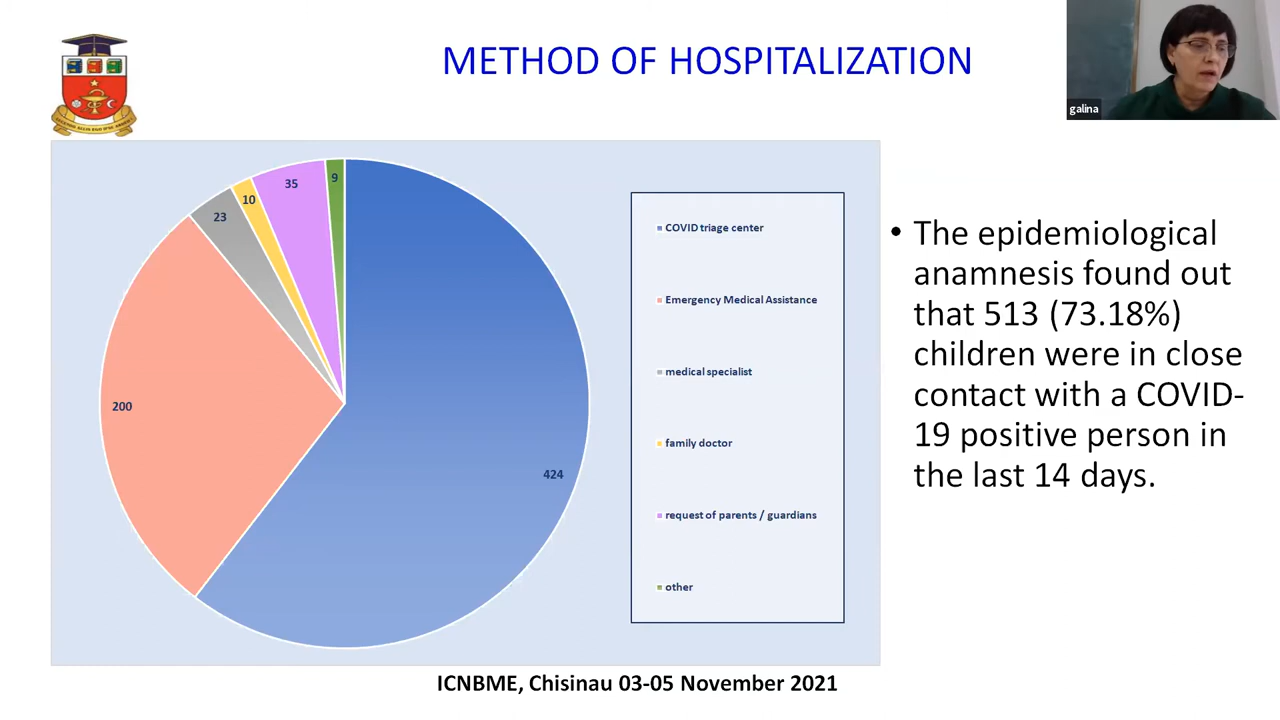 METHOD OF HOSPITALIZATION
galina
9
35
10
23
200
424
COVID triage center
Emergency Medical Assistance
medical specialist
family doctor
request of parents / guardians
other
• The epidemiological
anamnesis found out
that 513 (73.18%)
children were in close
contact with a COVID-
19 positive person in
the last 14 days.
ICNBME, Chisinau 03-05 November 2021